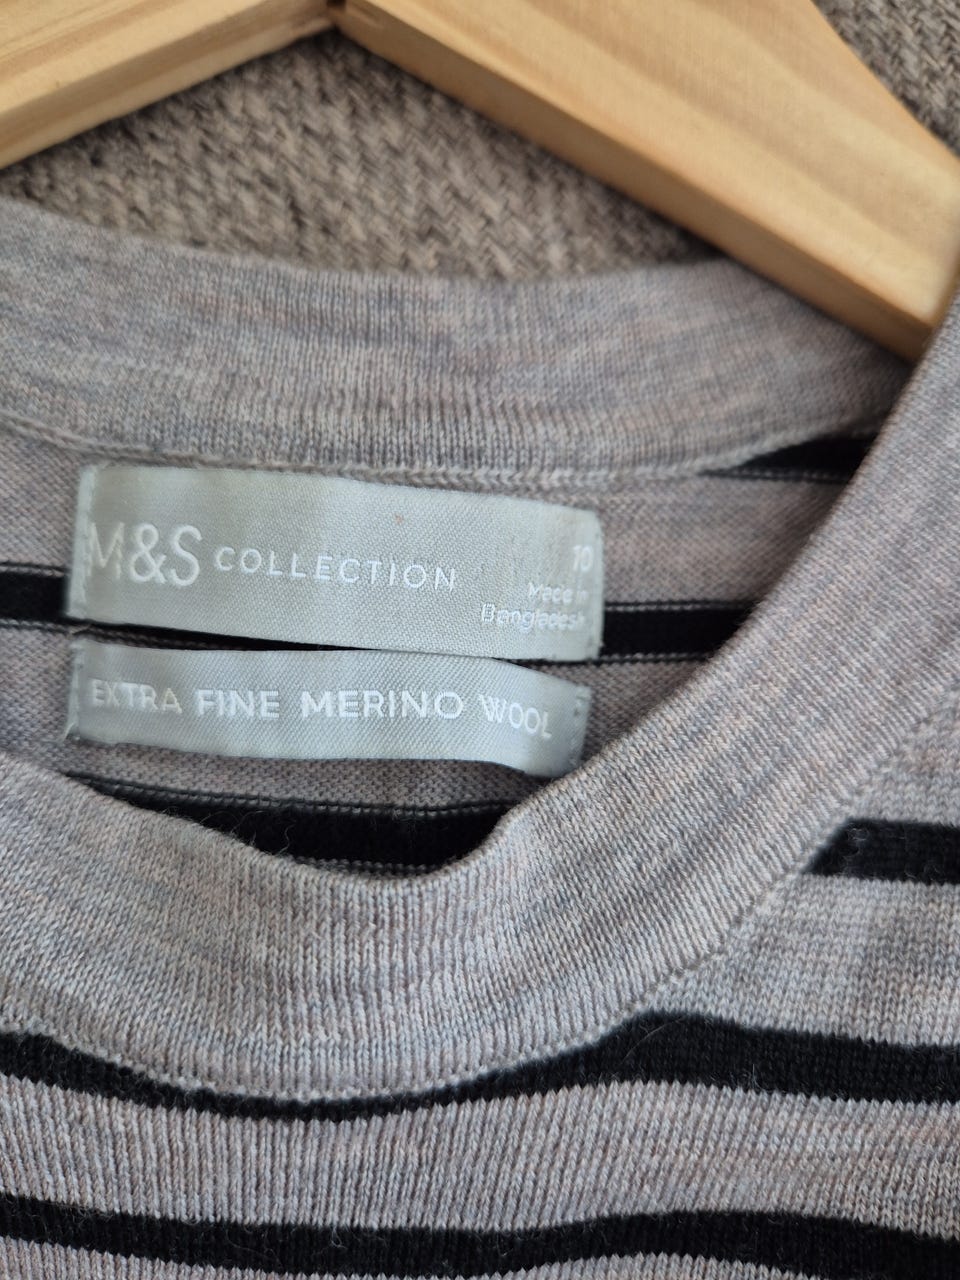 M&S COLLECTION
10
Made in
Bangladesh
EXTRA FINE MERINO WOOL